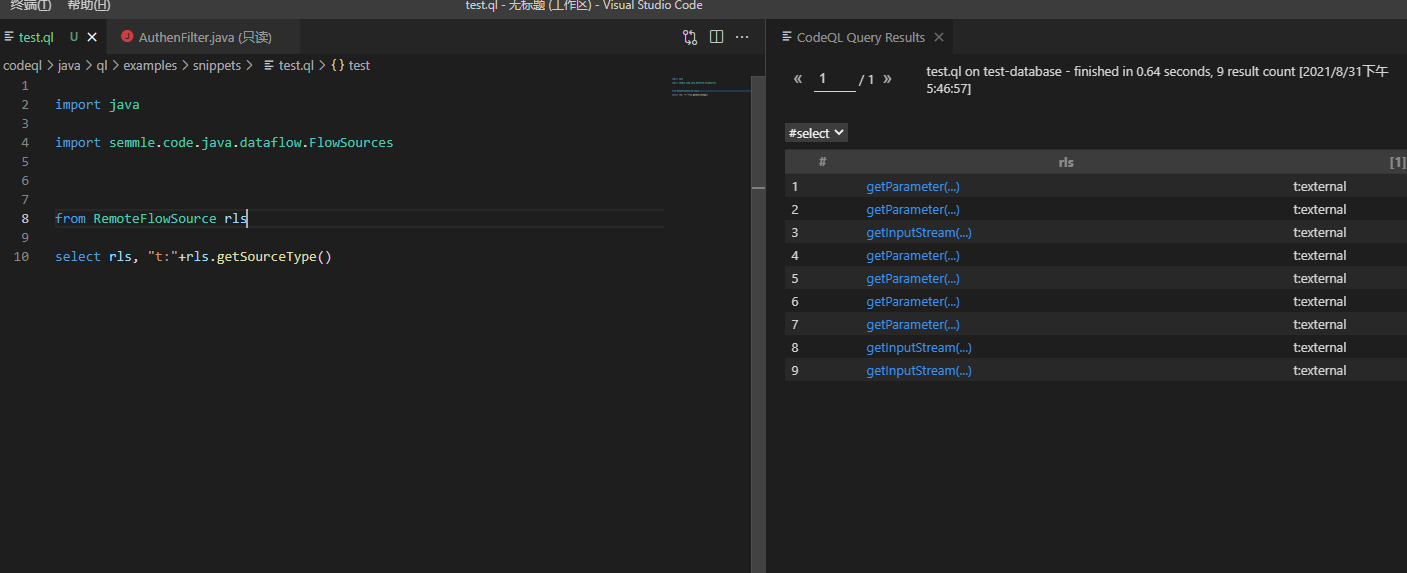 终端(T) 帮助(H) test.ql - 无标题 (工作区) - Visual Studio Code
test.ql U AuthenFilter.java (只读)
codeql > java > ql > examples > snippets > test.ql > {} test
1
2 import java
3
4 import semmle.code.java.dataflow.FlowSources
5
6
7
8 from RemoteFlowSource rls
9
10 select rls, "t:"+rls.getSourceType()
CodeQL Query Results
« 1 / 1 » test.ql on test-database - finished in 0.64 seconds, 9 result count [2021/8/31下午
5:46:57]
#select
# rls [1]
1 getParameter(...) t:external
2 getParameter(...) t:external
3 getInputStream(...) t:external
4 getParameter(...) t:external
5 getParameter(...) t:external
6 getParameter(...) t:external
7 getParameter(...) t:external
8 getInputStream(...) t:external
9 getInputStream(...) t:external